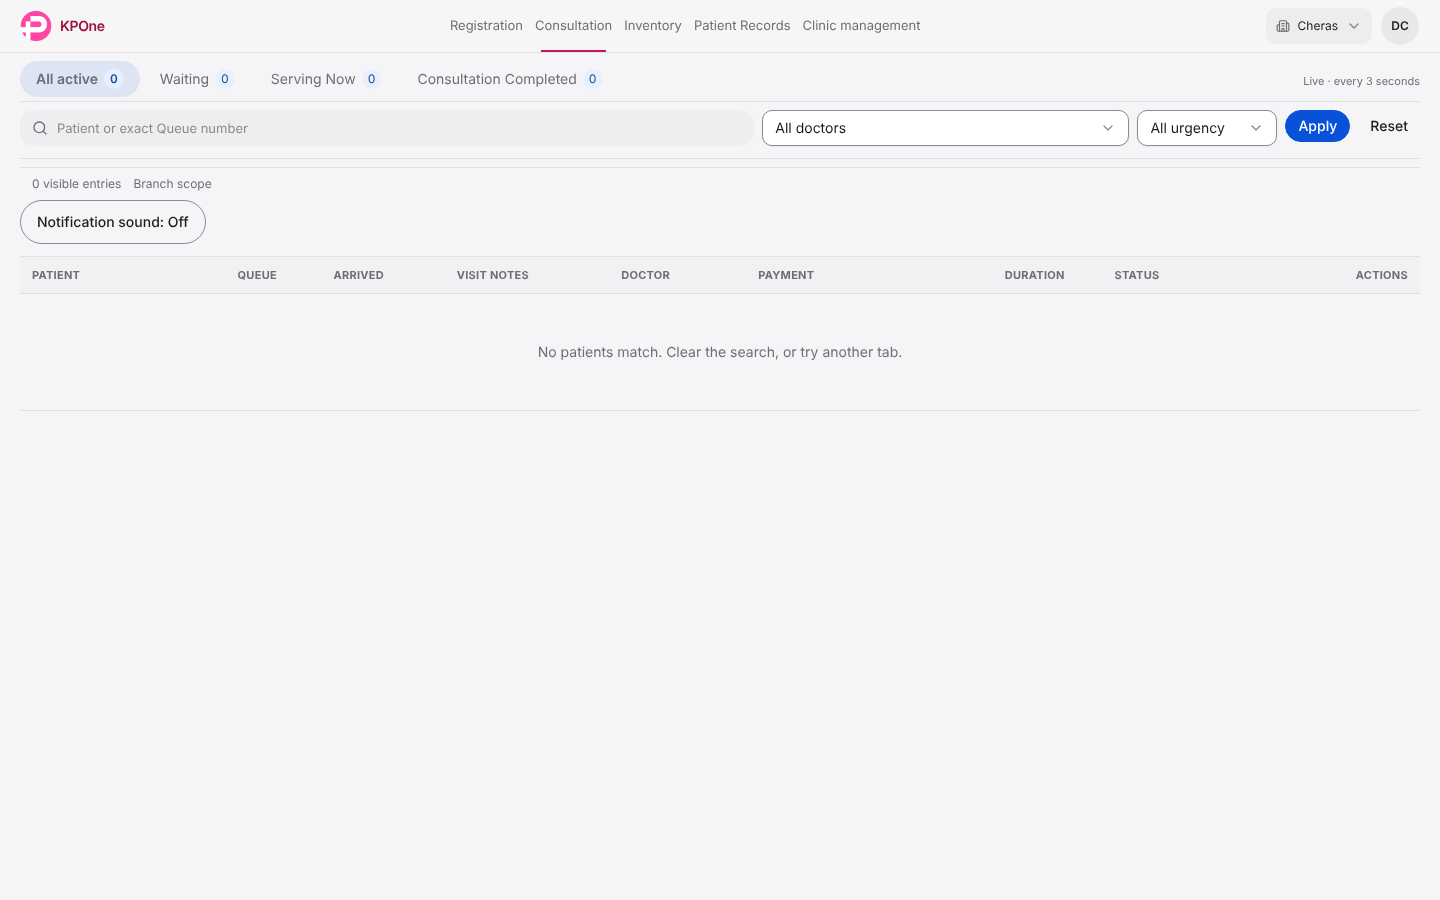 KPOne
Registration Consultation Inventory Patient Records Clinic management
Cheras
DC
All active 0 Waiting 0 Serving Now 0 Consultation Completed 0
Live · every 3 seconds
Patient or exact Queue number
All doctors
All urgency
Apply
Reset
0 visible entries Branch scope
Notification sound: Off
PATIENT QUEUE ARRIVED VISIT NOTES DOCTOR PAYMENT DURATION STATUS ACTIONS
No patients match. Clear the search, or try another tab.